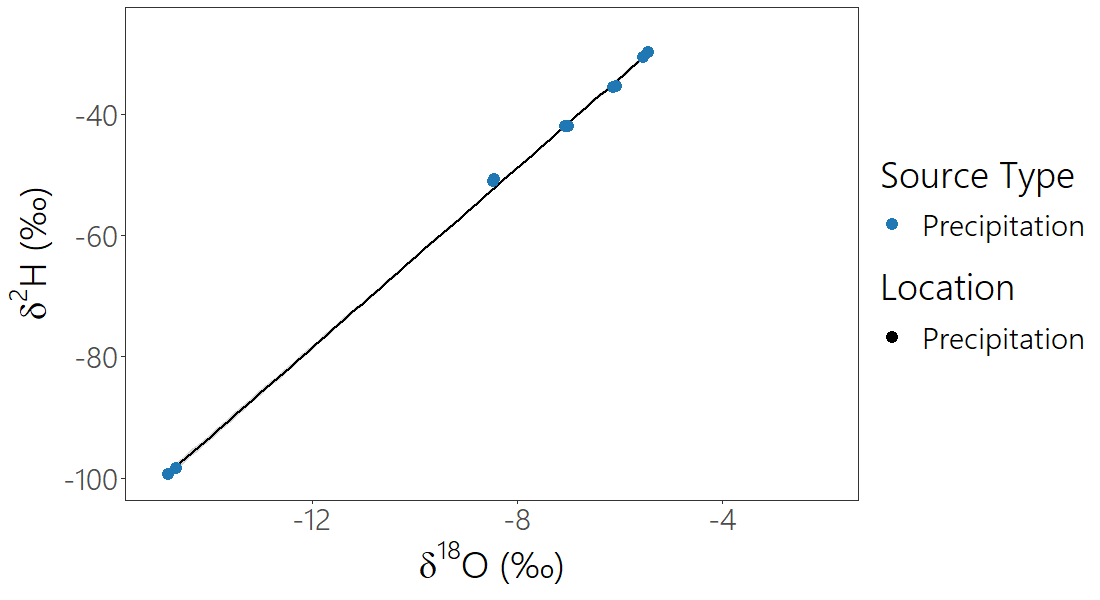 -40
-60
-80
-100
δ²H (‰)
-12 -8 -4
δ¹⁸O (‰)
Source Type
Precipitation
Location
Precipitation